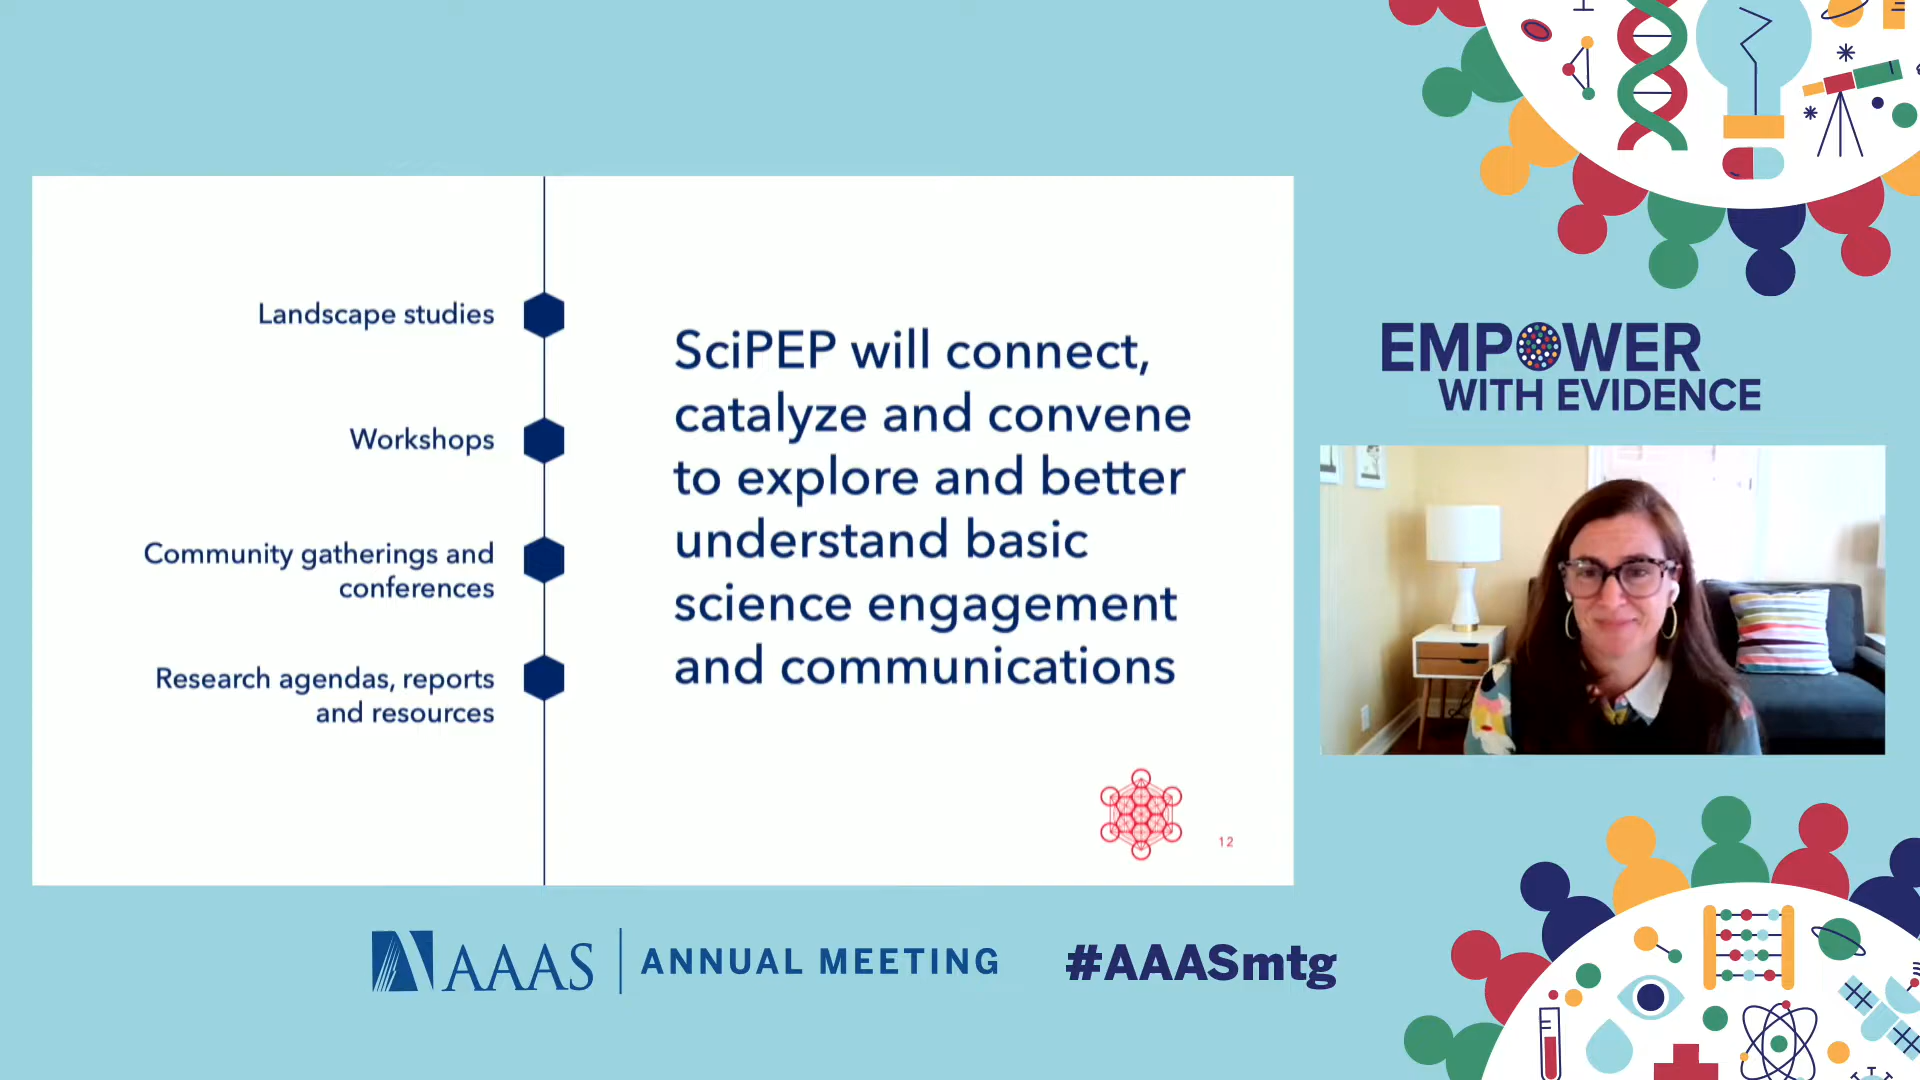 Landscape studies
Workshops
Community gatherings and
conferences
Research agendas, reports
and resources
SciPEP will connect,
catalyze and convene
to explore and better
understand basic
science engagement
and communications
12
EMPOWER
WITH EVIDENCE
AAAS
ANNUAL MEETING
#AAASmtg